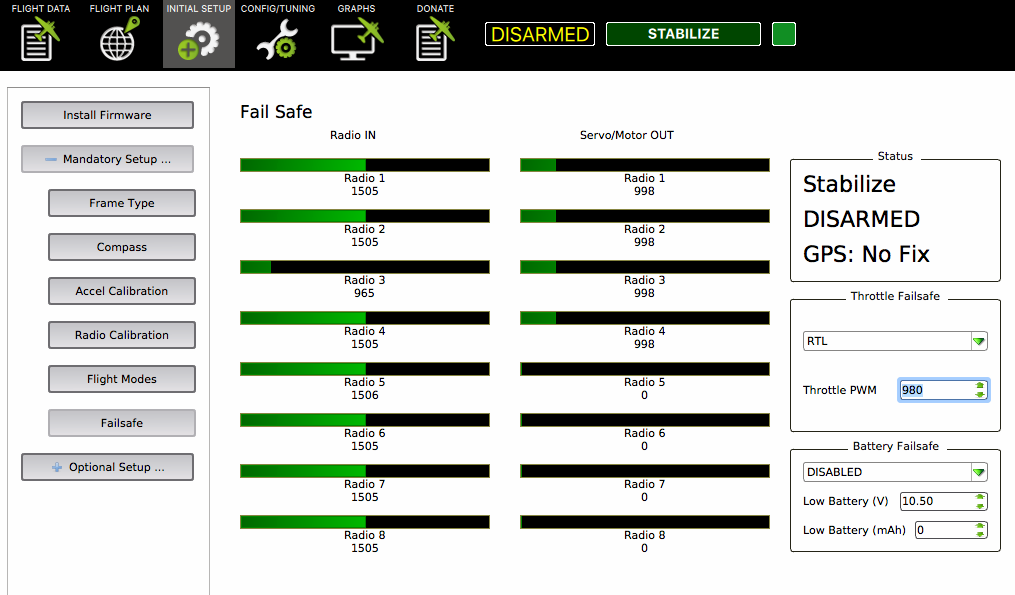 FLIGHT DATA
FLIGHT PLAN
INITIAL SETUP
CONFIG/TUNING
GRAPHS
DONATE
DISARMED
STABILIZE
Install Firmware
Mandatory Setup ...
Frame Type
Compass
Accel Calibration
Radio Calibration
Flight Modes
Failsafe
Optional Setup ...
Fail Safe
Radio IN
Radio 1
1505
Radio 2
1505
Radio 3
965
Radio 4
1505
Radio 5
1506
Radio 6
1505
Radio 7
1505
Radio 8
1505
Servo/Motor OUT
Radio 1
998
Radio 2
998
Radio 3
998
Radio 4
998
Radio 5
0
Radio 6
0
Radio 7
0
Radio 8
0
Status
Stabilize
DISARMED
GPS: No Fix
Throttle Failsafe
RTL
Throttle PWM 980
Battery Failsafe
DISABLED
Low Battery (V) 10.50
Low Battery (mAh) 0